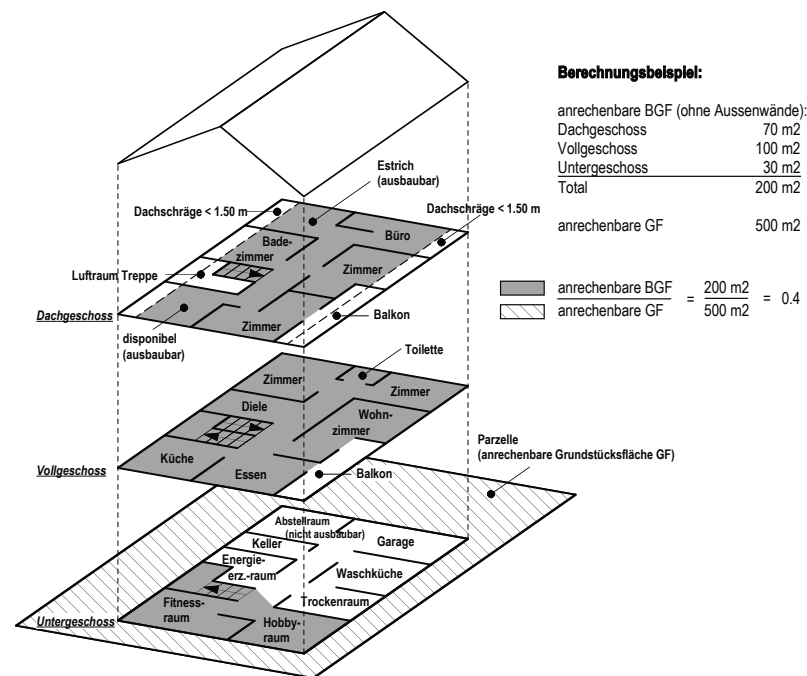 Berechnungsbeispiel:
anrechenbare BGF (ohne Aussenwände):
Dachgeschoss 70 m2
Vollgeschoss 100 m2
Untergeschoss 30 m2
Total 200 m2
anrechenbare GF 500 m2
anrechenbare BGF = 200 m2 = 0.4
anrechenbare GF 500 m2
Estrich
(ausbaubar)
Dachschräge < 1.50 m
Dachschräge < 1.50 m
Büro
Bade-
zimmer
Zimmer
Luftraum Treppe
Balkon
Dachgeschoss
Zimmer
disponibel
(ausbaubar)
Toilette
Zimmer
Zimmer
Diele
Wohn-
zimmer
Küche
Essen
Balkon
Vollgeschoss
Parzelle
(anrechenbare Grundstücksfläche GF)
Abstellraum
(nicht ausbaubar)
Garage
Keller
Energie-
erz.-raum
Waschküche
Trockenraum
Fitness-
raum
Hobby-
raum
Untergeschoss